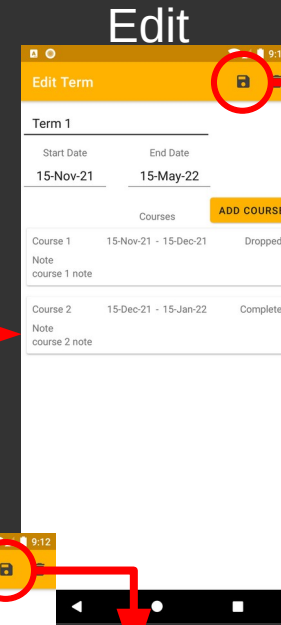 Edit
Edit Term
Term 1
Start Date End Date
15-Nov-21 15-May-22
Courses ADD COURSE
Course 1 15-Nov-21 - 15-Dec-21 Dropped
Note
course 1 note
Course 2 15-Dec-21 - 15-Jan-22 Complete
Note
course 2 note
9:12